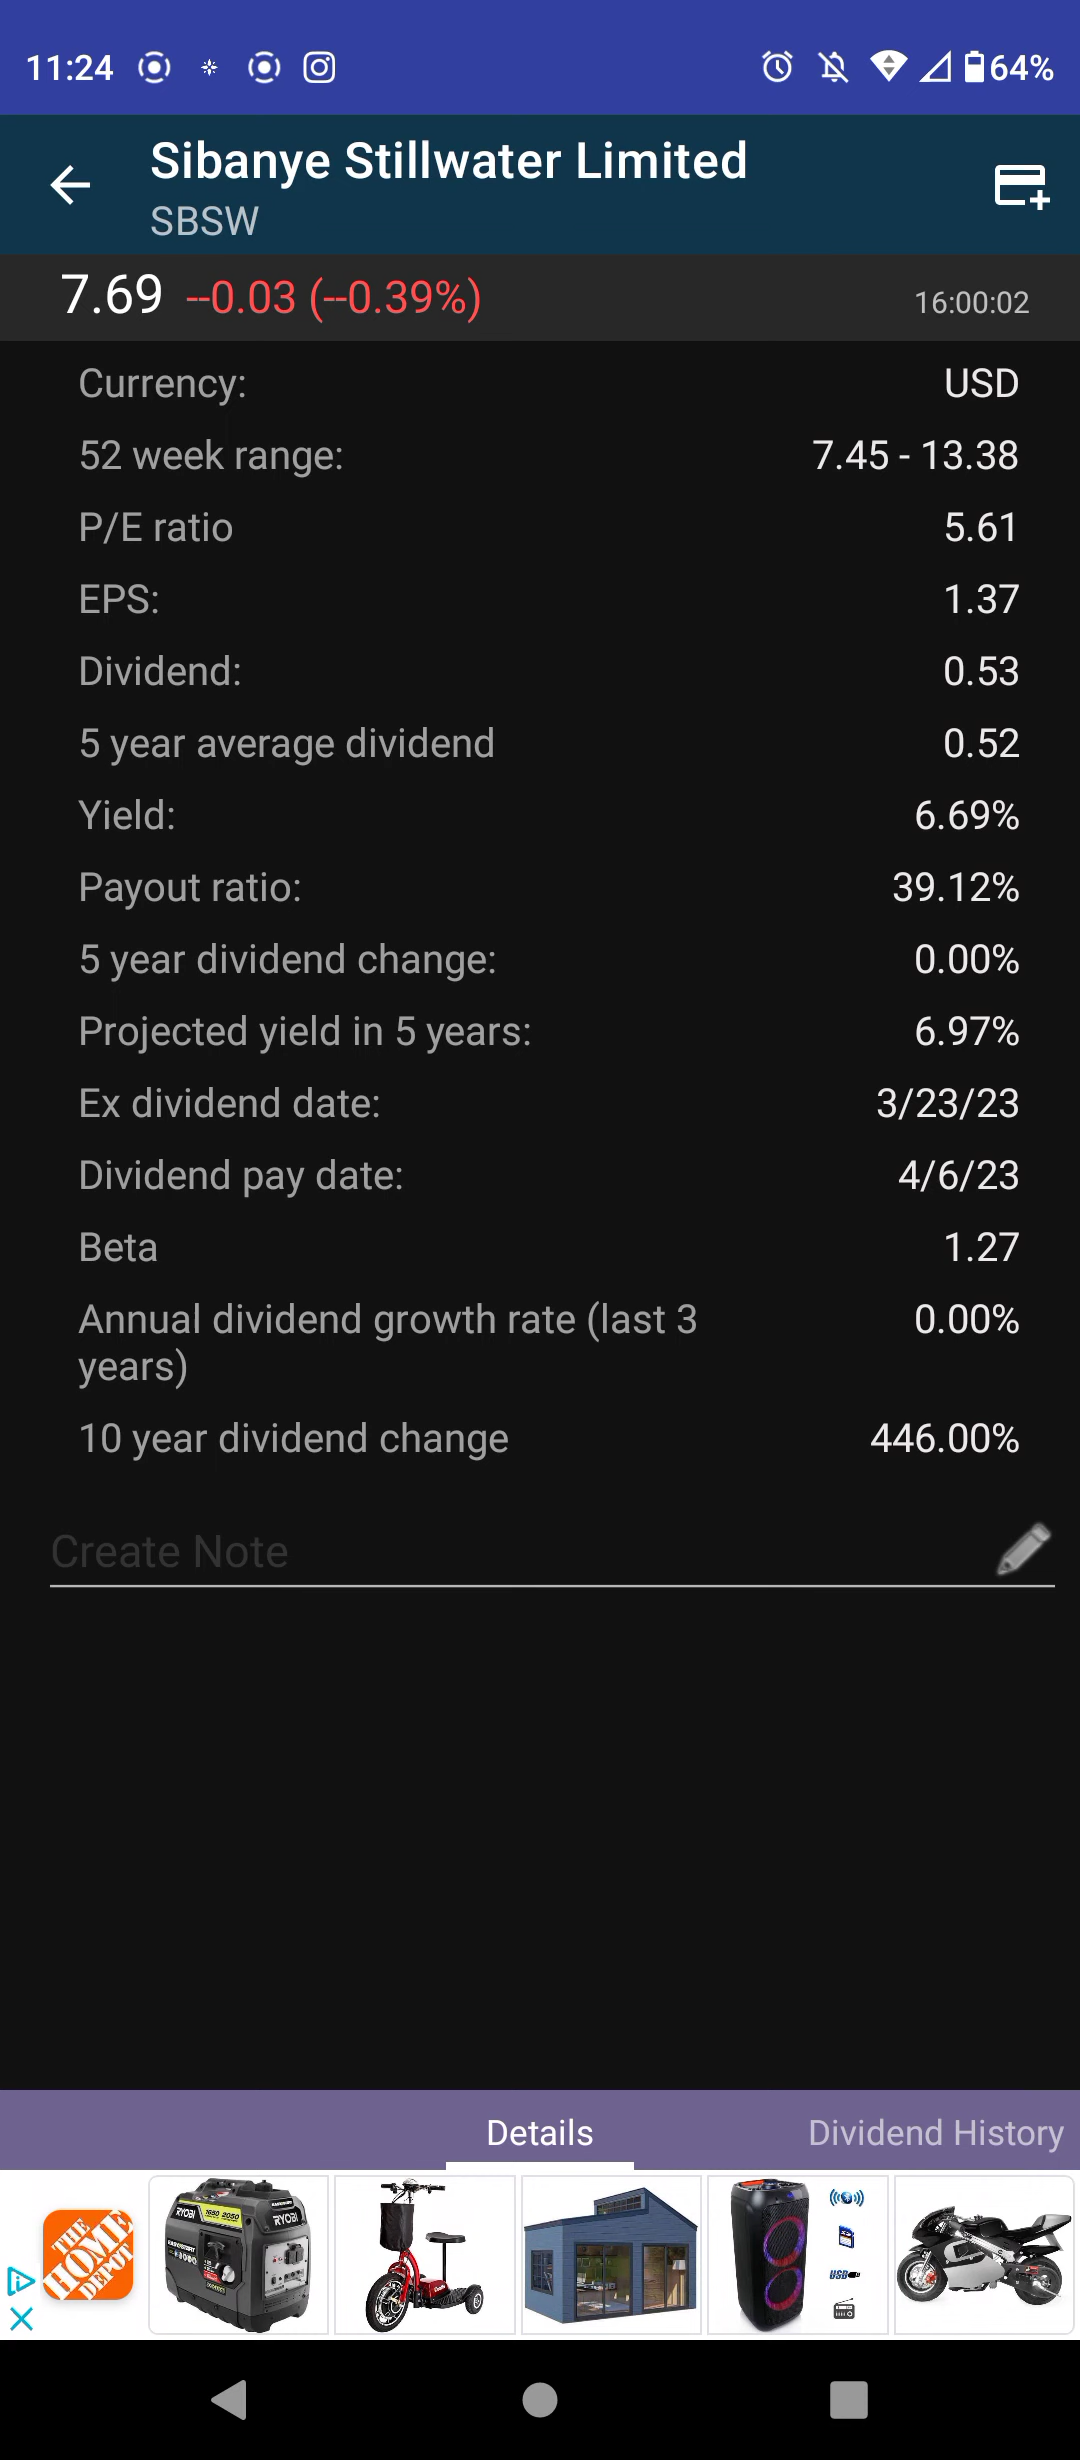 11:24
64%
Sibanye Stillwater Limited
SBSW
7.69 --0.03 (--0.39%) 16:00:02
Currency: USD
52 week range: 7.45 - 13.38
P/E ratio 5.61
EPS: 1.37
Dividend: 0.53
5 year average dividend 0.52
Yield: 6.69%
Payout ratio: 39.12%
5 year dividend change: 0.00%
Projected yield in 5 years: 6.97%
Ex dividend date: 3/23/23
Dividend pay date: 4/6/23
Beta 1.27
Annual dividend growth rate (last 3 0.00%
years)
10 year dividend change 446.00%
Create Note
Details Dividend History
THE
HOME
DEPOT
RYOBI
RYOBI
USB